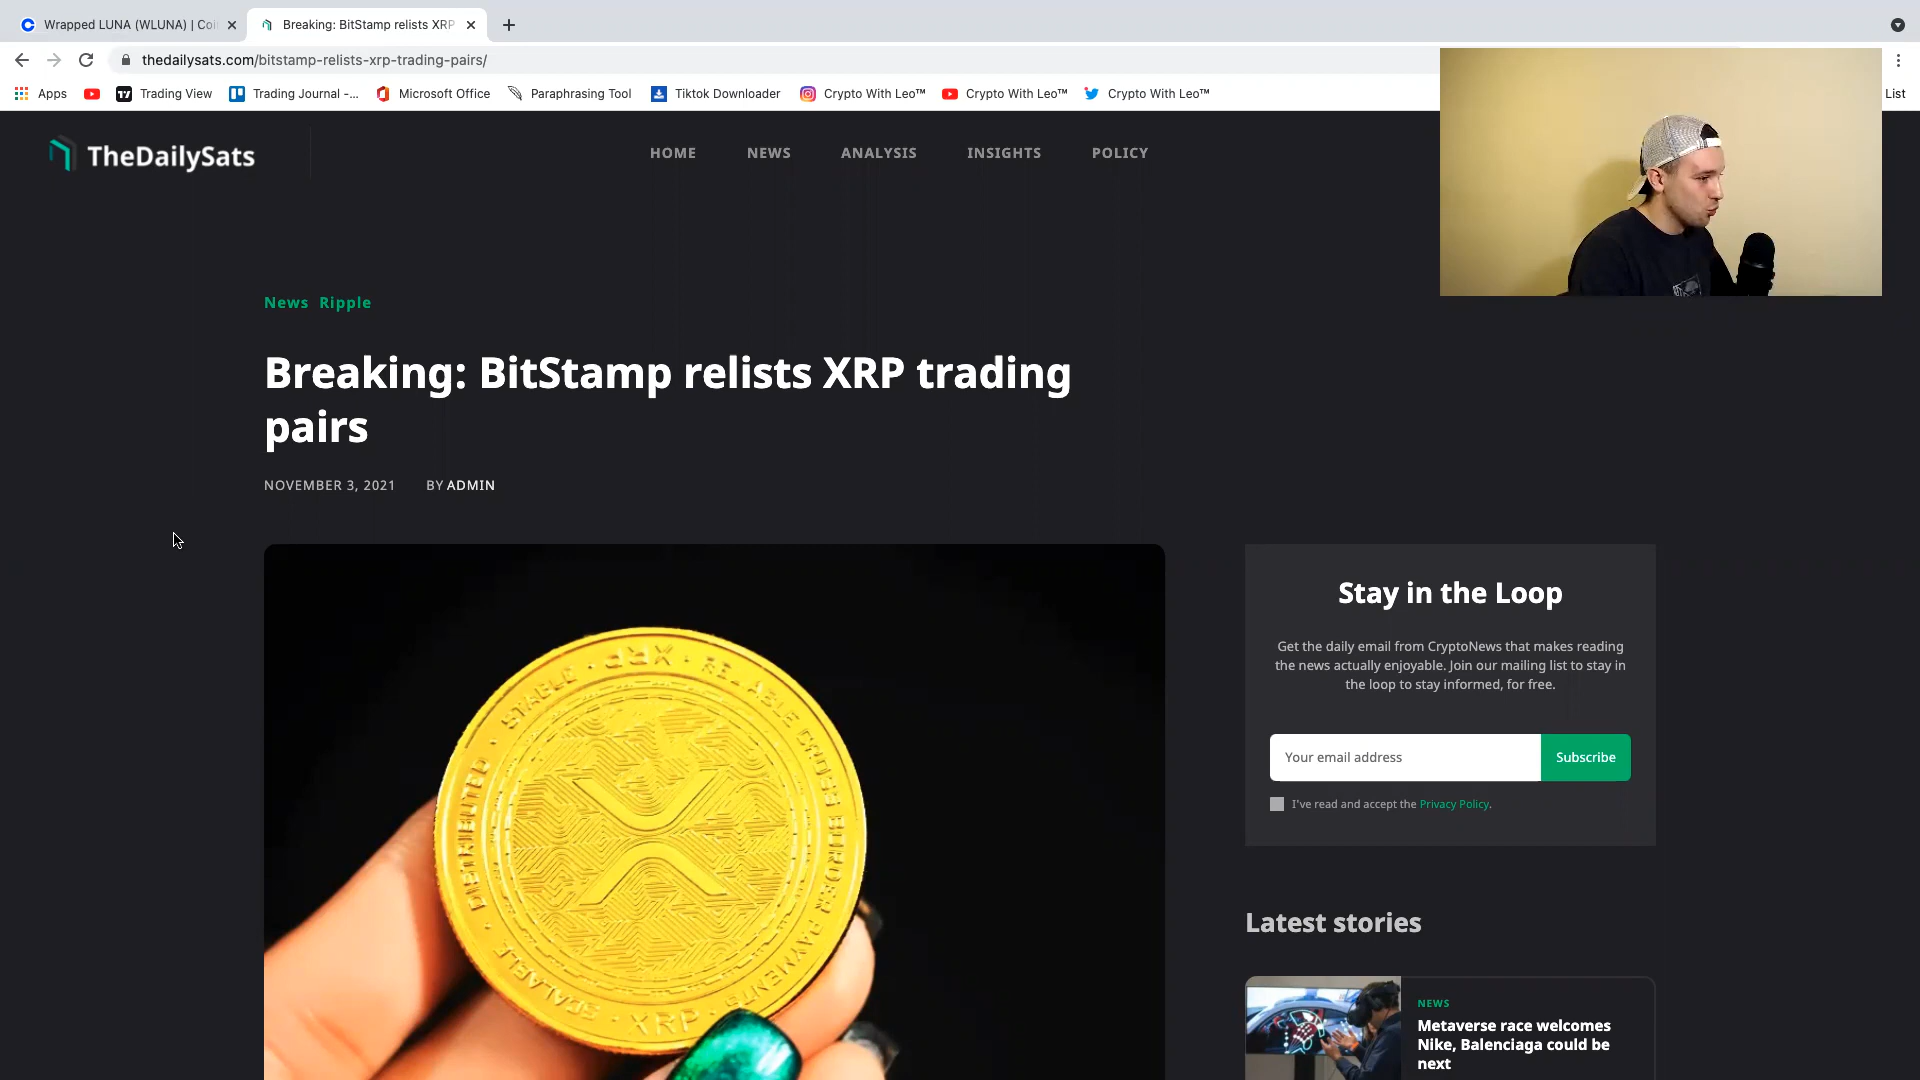 Wrapped LUNA (WLUNA) | Coi
Breaking: BitStamp relists XRP
thedailysats.com/bitstamp-relists-xrp-trading-pairs/
Apps
Trading View
Trading Journal -...
Microsoft Office
Paraphrasing Tool
Tiktok Downloader
Crypto With Leo™
Crypto With Leo™
Crypto With Leo™
List
TheDailySats
HOME
NEWS
ANALYSIS
INSIGHTS
POLICY
News Ripple
Breaking: BitStamp relists XRP trading
pairs
NOVEMBER 3, 2021
BY ADMIN
Stay in the Loop
Get the daily email from CryptoNews that makes reading
the news actually enjoyable. Join our mailing list to stay in
the loop to stay informed, for free.
Your email address
Subscribe
I've read and accept the Privacy Policy.
Latest stories
NEWS
Metaverse race welcomes
Nike, Balenciaga could be
next
STABLE
XRP